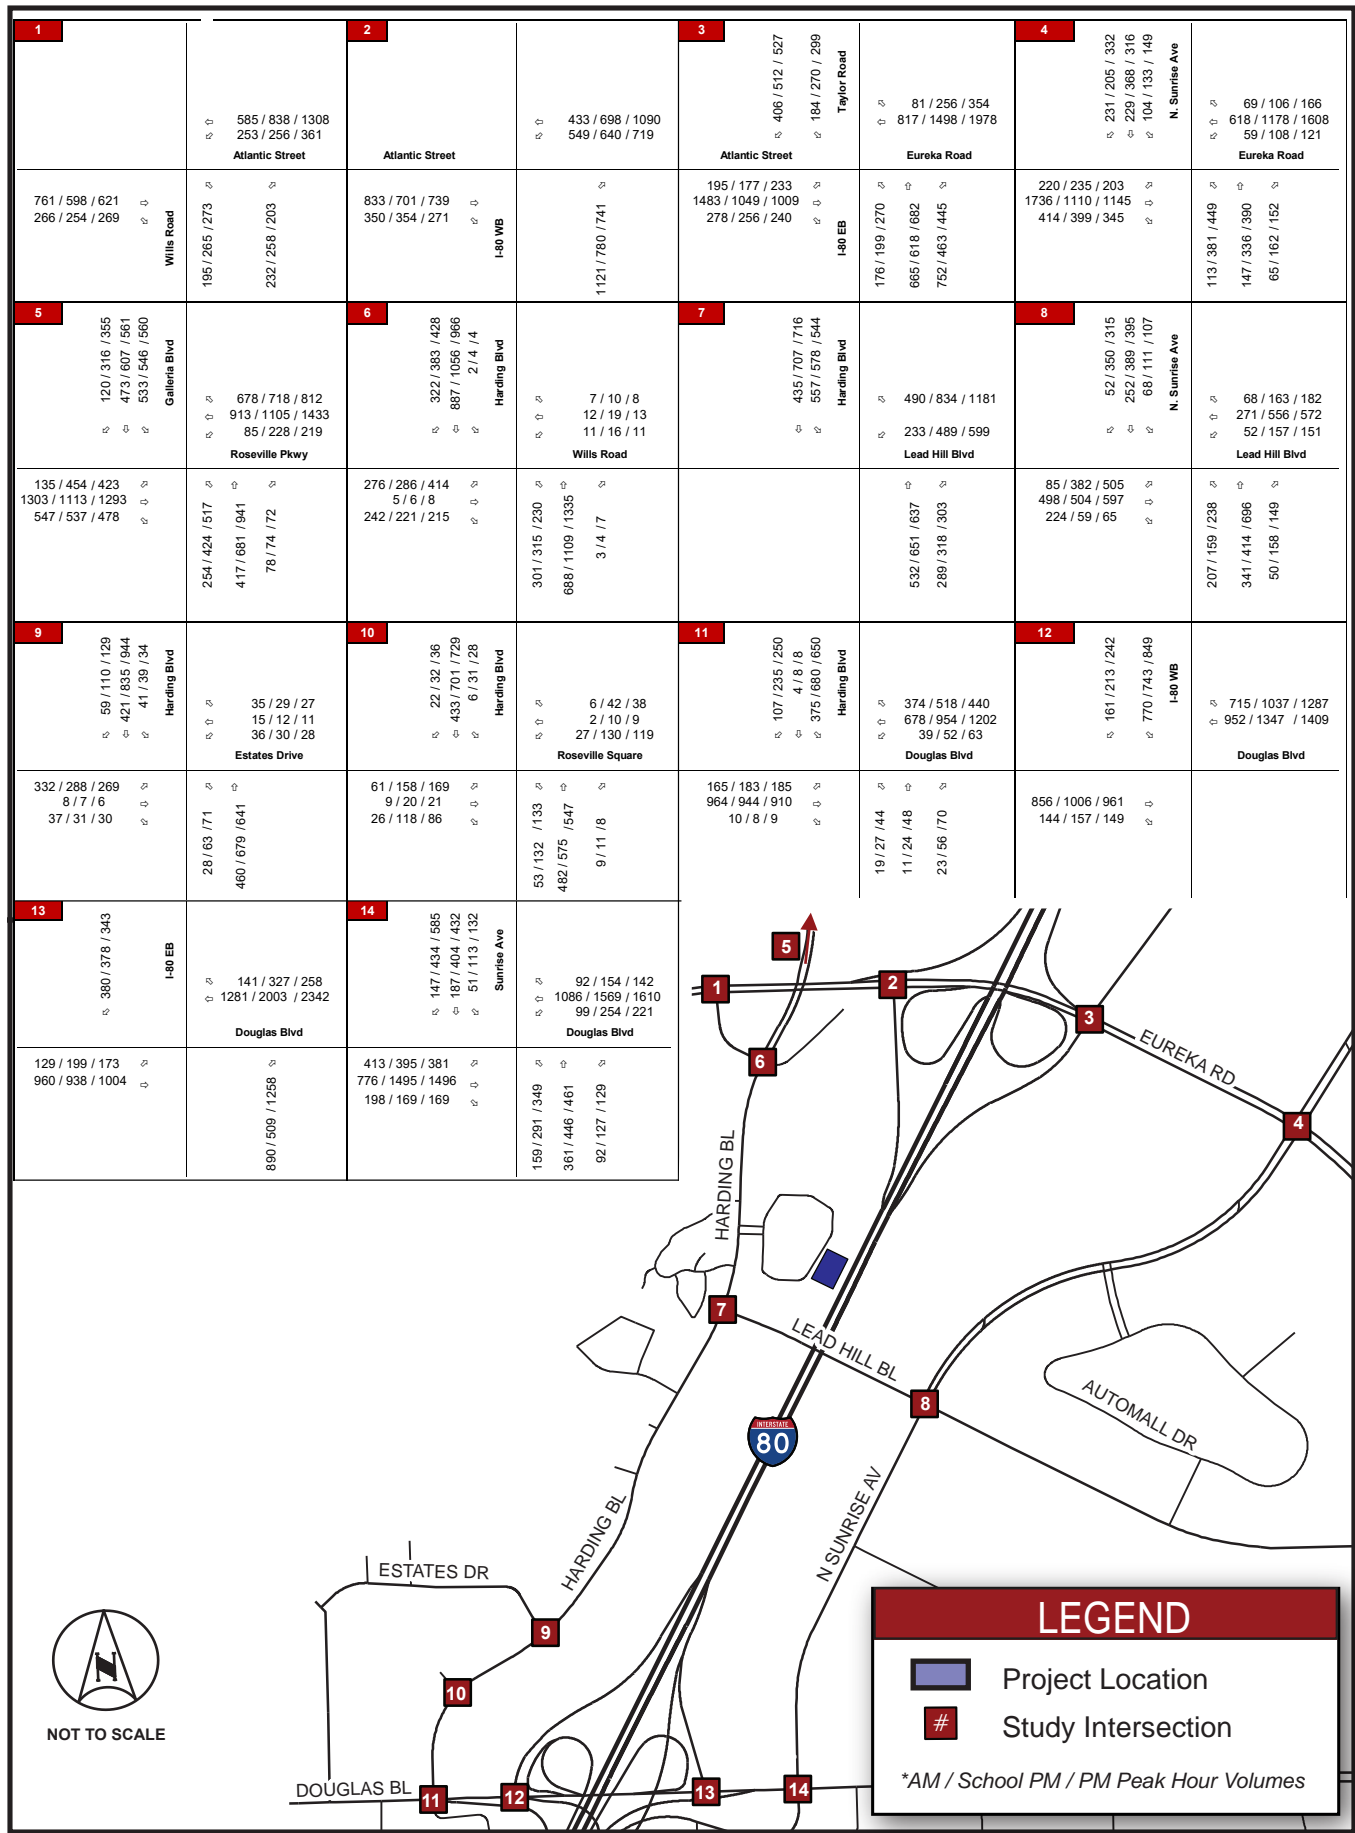 1
585 / 838 / 1308
253 / 256 / 361
Atlantic Street
761 / 598 / 621
266 / 254 / 269
Wills Road
195 / 265 / 273
232 / 258 / 203
2
433 / 698 / 1090
549 / 640 / 719
Atlantic Street
833 / 701 / 739
350 / 354 / 271
I-80 WB
1121 / 780 / 741
3
406 / 512 / 527
184 / 270 / 299
Taylor Road
81 / 256 / 354
817 / 1498 / 1978
Atlantic Street
Eureka Road
195 / 177 / 233
1483 / 1049 / 1009
278 / 256 / 240
I-80 EB
176 / 199 / 270
665 / 618 / 682
752 / 463 / 445
4
231 / 205 / 332
229 / 368 / 316
104 / 133 / 149
N. Sunrise Ave
69 / 106 / 166
618 / 1178 / 1608
59 / 108 / 121
Eureka Road
220 / 235 / 203
1736 / 1110 / 1145
414 / 399 / 345
113 / 381 / 449
147 / 336 / 390
65 / 162 / 152
5
120 / 316 / 355
473 / 607 / 561
533 / 546 / 560
Galleria Blvd
678 / 718 / 812
913 / 1105 / 1433
85 / 228 / 219
Roseville Pkwy
135 / 454 / 423
1303 / 1113 / 1293
547 / 537 / 478
254 / 424 / 517
417 / 681 / 941
78 / 74 / 72
6
322 / 383 / 428
887 / 1056 / 966
2 / 4 / 4
Harding Blvd
7 / 10 / 8
12 / 19 / 13
11 / 16 / 11
Wills Road
276 / 286 / 414
5 / 6 / 8
242 / 221 / 215
301 / 315 / 230
688 / 1109 / 1335
3 / 4 / 7
7
435 / 707 / 716
557 / 578 / 544
Harding Blvd
490 / 834 / 1181
233 / 489 / 599
Lead Hill Blvd
532 / 651 / 637
289 / 318 / 303
8
52 / 350 / 315
252 / 389 / 395
68 / 111 / 107
N. Sunrise Ave
68 / 163 / 182
271 / 556 / 572
52 / 157 / 151
Lead Hill Blvd
85 / 382 / 505
498 / 504 / 597
224 / 59 / 65
207 / 159 / 238
341 / 414 / 696
50 / 158 / 149
9
59 / 110 / 129
421 / 835 / 944
41 / 39 / 34
Harding Blvd
35 / 29 / 27
15 / 12 / 11
36 / 30 / 28
Estates Drive
332 / 288 / 269
8 / 7 / 6
37 / 31 / 30
28 / 63 / 71
460 / 679 / 641
10
22 / 32 / 36
433 / 701 / 729
6 / 31 / 28
Harding Blvd
6 / 42 / 38
2 / 10 / 9
27 / 130 / 119
Roseville Square
61 / 158 / 169
9 / 20 / 21
26 / 118 / 86
53 / 132 / 133
482 / 575 / 547
9 / 11 / 8
11
107 / 235 / 250
4 / 8 / 8
375 / 680 / 650
Harding Blvd
374 / 518 / 440
678 / 954 / 1202
39 / 52 / 63
Douglas Blvd
165 / 183 / 185
964 / 944 / 910
10 / 8 / 9
19 / 27 / 44
11 / 24 / 48
23 / 56 / 70
12
161 / 213 / 242
770 / 743 / 849
I-80 WB
715 / 1037 / 1287
952 / 1347 / 1409
Douglas Blvd
856 / 1006 / 961
144 / 157 / 149
13
380 / 378 / 343
I-80 EB
141 / 327 / 258
1281 / 2003 / 2342
Douglas Blvd
129 / 199 / 173
960 / 938 / 1004
890 / 509 / 1258
14
147 / 434 / 585
187 / 404 / 432
51 / 113 / 132
Sunrise Ave
92 / 154 / 142
1086 / 1569 / 1610
99 / 254 / 221
Douglas Blvd
413 / 395 / 381
776 / 1495 / 1496
198 / 169 / 169
159 / 291 / 349
361 / 446 / 461
92 / 127 / 129
5
1
2
3
6
EUREKA RD
4
HARDING BL
7
LEAD HILL BL
8
AUTOMALL DR
INTERSTATE
80
N SUNRISE AV
HARDING BL
ESTATES DR
9
10
N
NOT TO SCALE
DOUGLAS BL
11
12
13
14
LEGEND
Project Location
# Study Intersection
*AM / School PM / PM Peak Hour Volumes